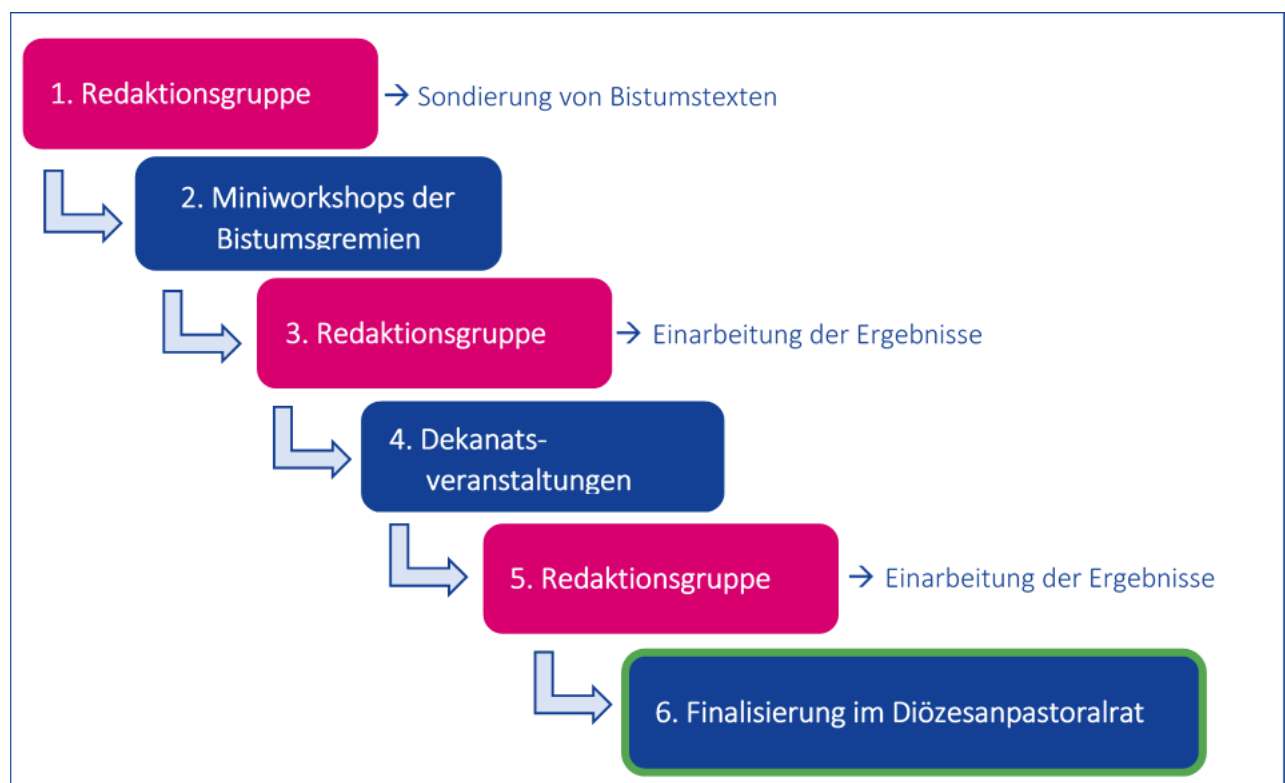 1. Redaktionsgruppe → Sondierung von Bistumstexten
2. Miniworkshops der
Bistumsgremien
3. Redaktionsgruppe → Einarbeitung der Ergebnisse
4. Dekanats-
veranstaltungen
5. Redaktionsgruppe → Einarbeitung der Ergebnisse
6. Finalisierung im Diözesanpastoralrat